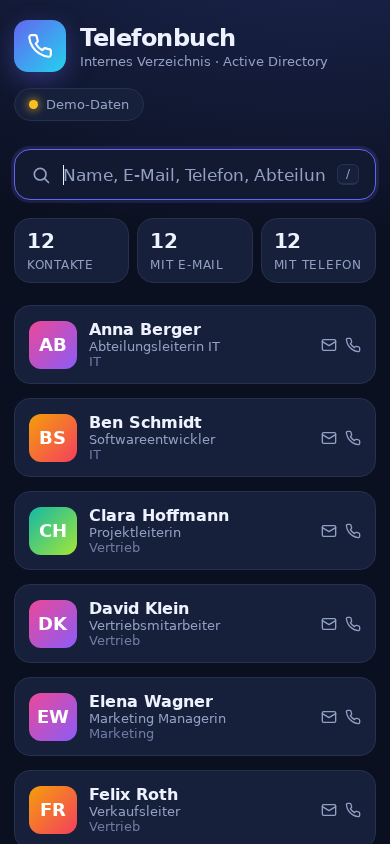 Telefonbuch
Internes Verzeichnis · Active Directory
Demo-Daten
Name, E-Mail, Telefon, Abteilun
/
12
KONTAKTE
12
MIT E-MAIL
12
MIT TELEFON
AB
Anna Berger
Abteilungsleiterin IT
IT
BS
Ben Schmidt
Softwareentwickler
IT
CH
Clara Hoffmann
Projektleiterin
Vertrieb
DK
David Klein
Vertriebsmitarbeiter
Vertrieb
EW
Elena Wagner
Marketing Managerin
Marketing
FR
Felix Roth
Verkaufsleiter
Vertrieb